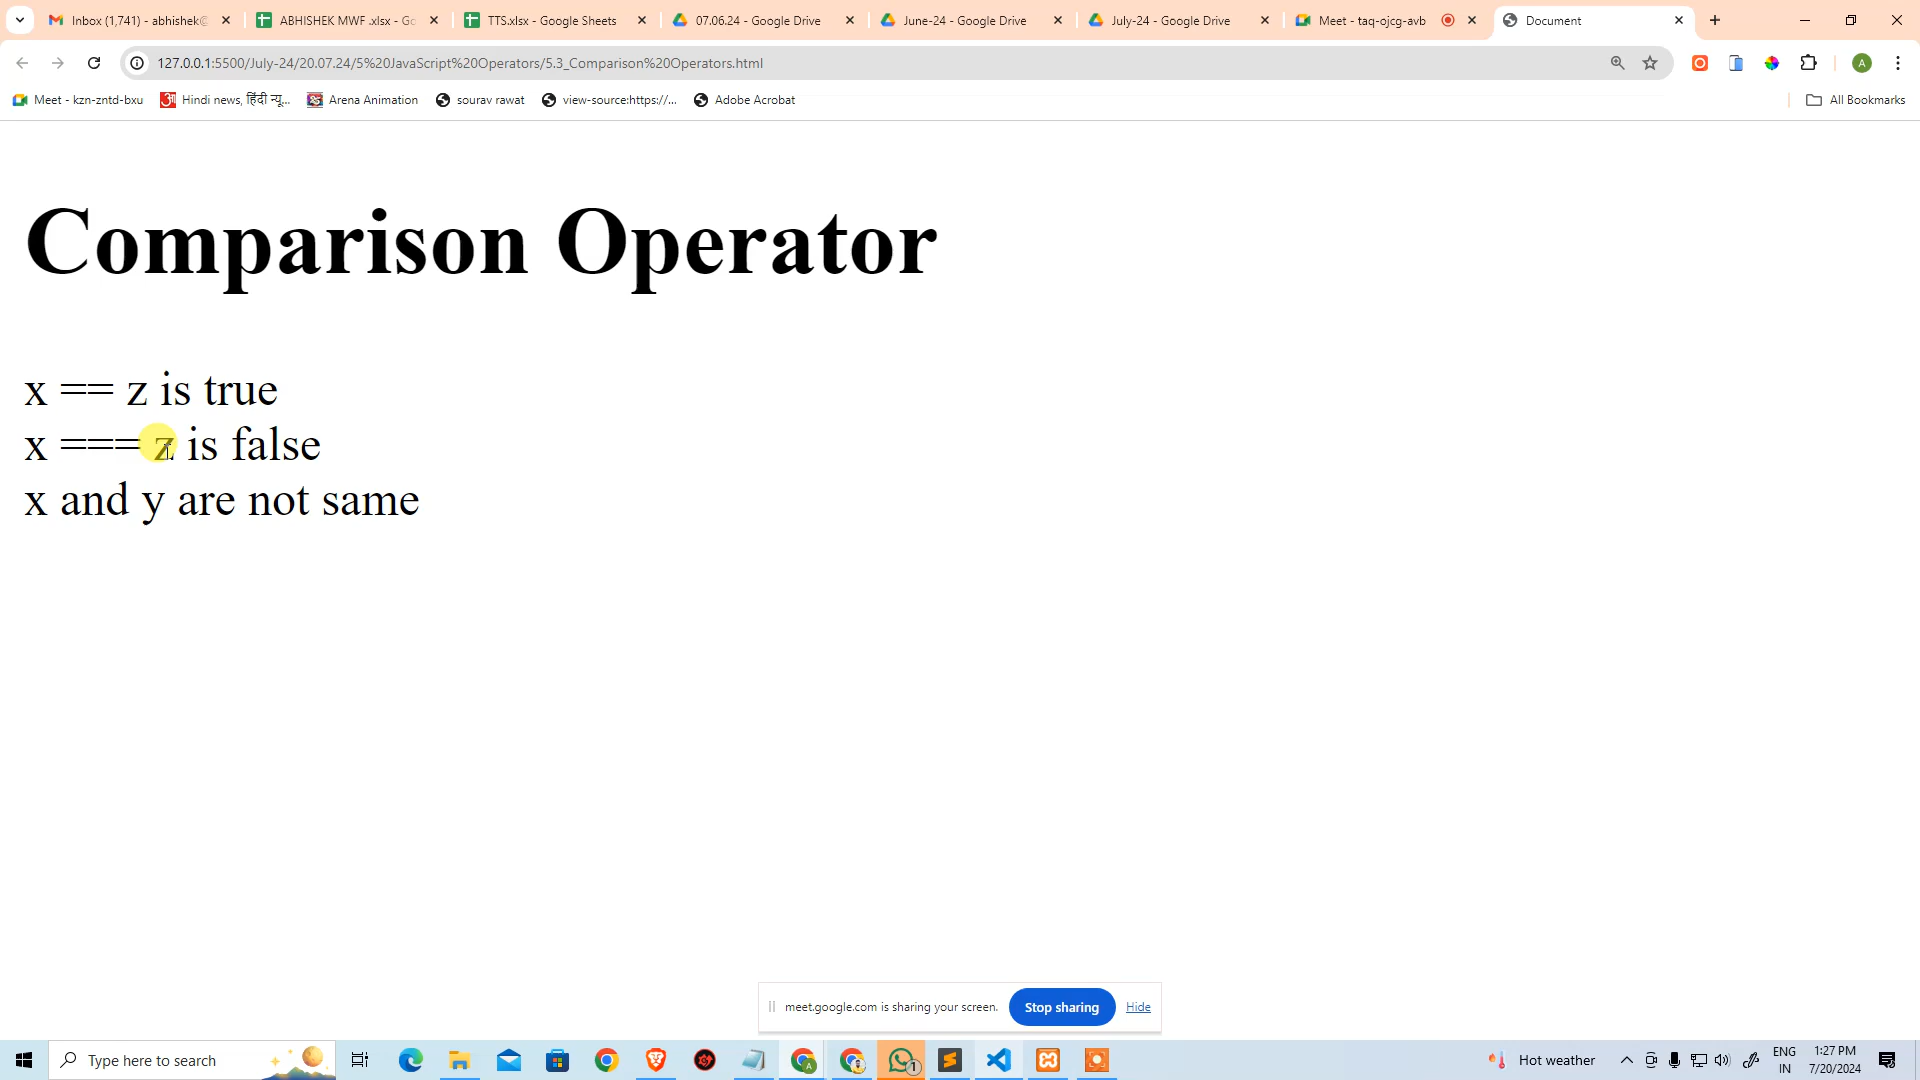 Inbox (1,741) - abhishek@
ABHISHEK MWF .xlsx - Go
TTS.xlsx - Google Sheets
07.06.24 - Google Drive
June-24 - Google Drive
July-24 - Google Drive
Meet - taq-ojcg-avb
Document
127.0.0.1:5500/July-24/20.07.24/5%20JavaScript%20Operators/5.3_Comparison%20Operators.html
A
Meet - kzn-zntd-bxu
Hindi news, हिंदी न्यू...
Arena Animation
sourav rawat
view-source:https://...
Adobe Acrobat
All Bookmarks
Comparison Operator
x == z is true
x === z is false
x and y are not same
meet.google.com is sharing your screen.
Stop sharing
Hide
Type here to search
A
1
Hot weather
ENG
IN
1:27 PM
7/20/2024